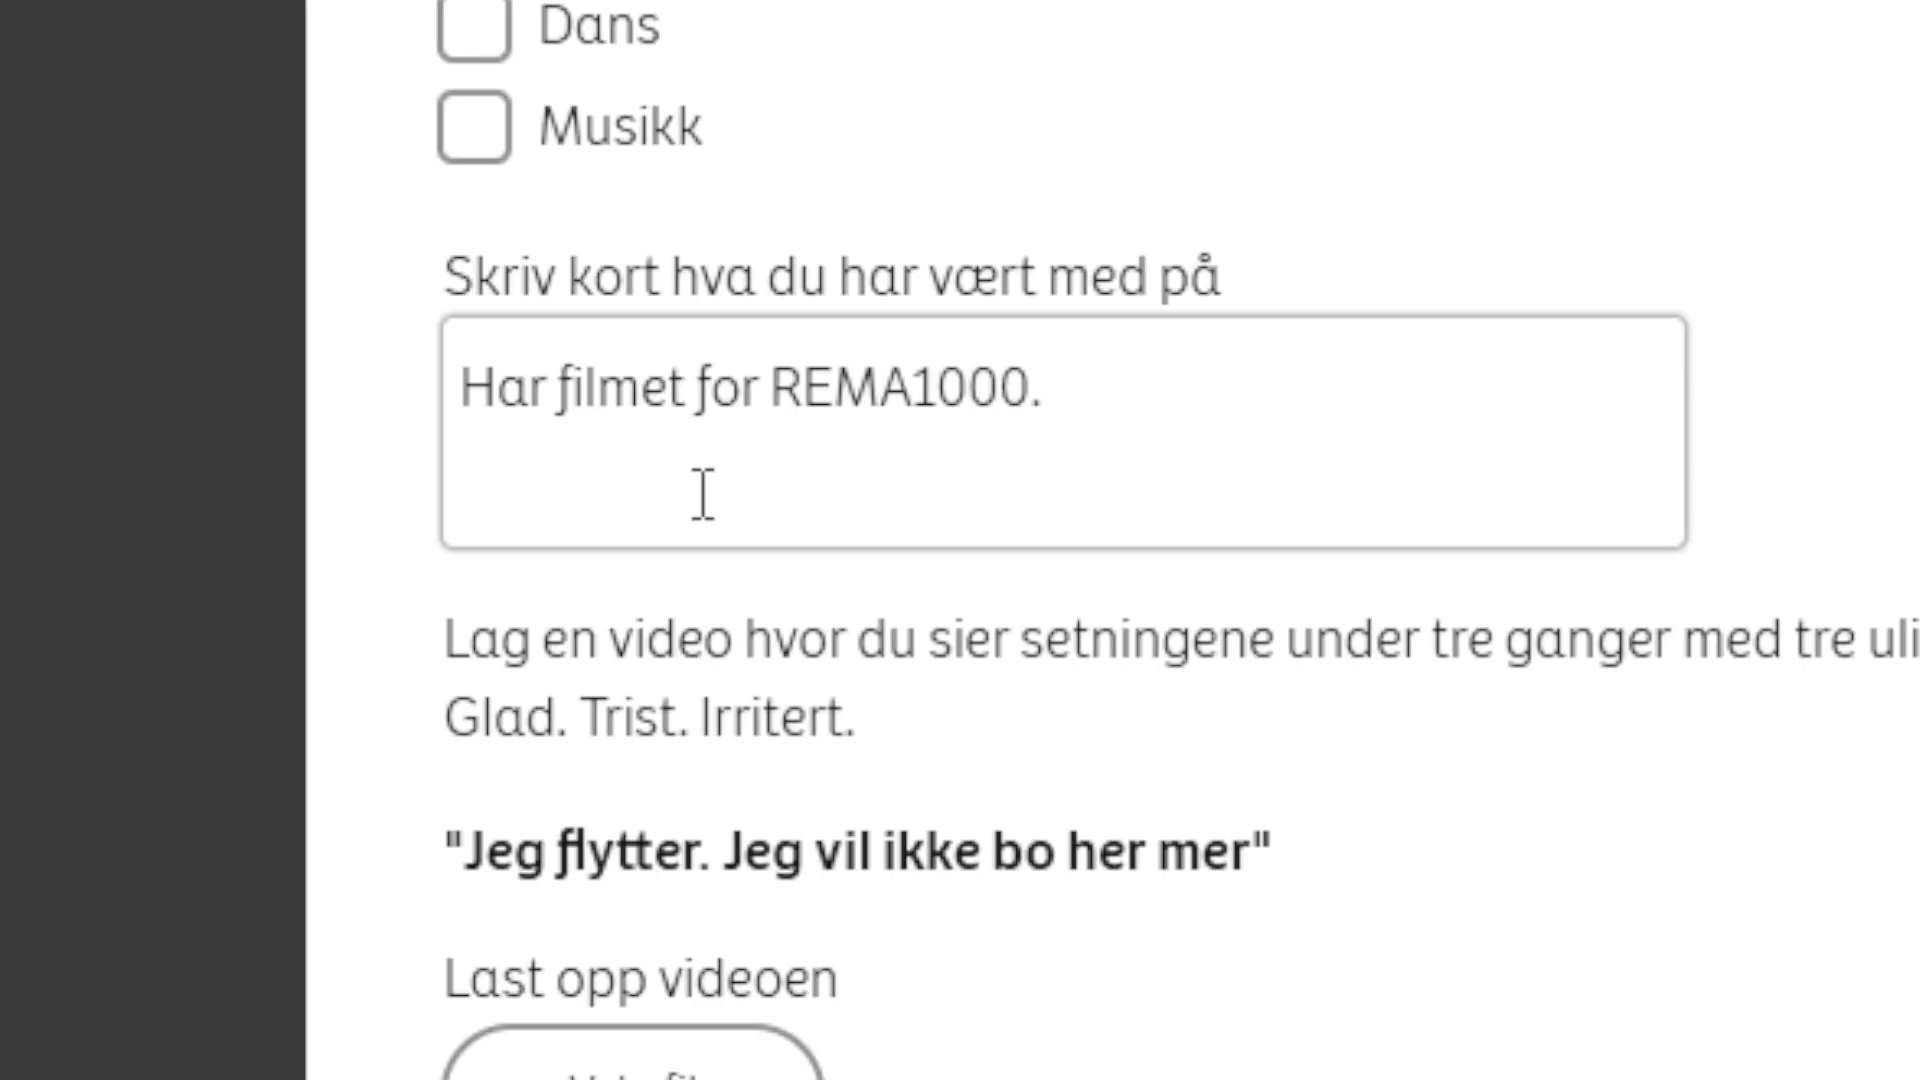 Dans
Musikk
Skriv kort hva du har vært med på
Har filmet for REMA1000.
Lag en video hvor du sier setningene under tre ganger med tre
Glad. Trist. Irritert.
"Jeg flytter. Jeg vil ikke bo her mer"
Last opp videoen